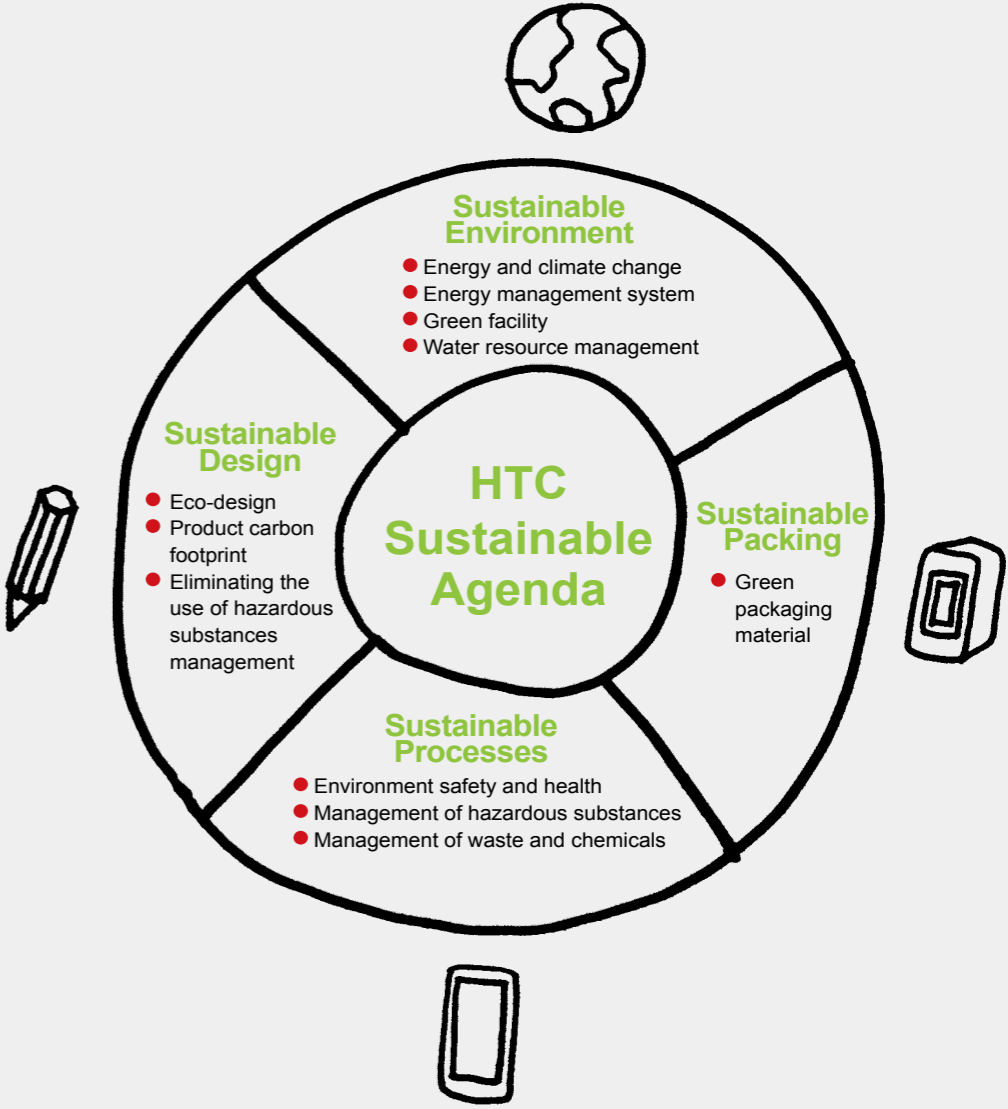 Sustainable
Environment
● Energy and climate change
● Energy management system
● Green facility
● Water resource management
Sustainable
Design
● Eco-design
● Product carbon
footprint
● Eliminating the
use of hazardous
substances
management
HTC
Sustainable
Agenda
Sustainable
Packing
● Green
packaging
material
Sustainable
Processes
● Environment safety and health
● Management of hazardous substances
● Management of waste and chemicals